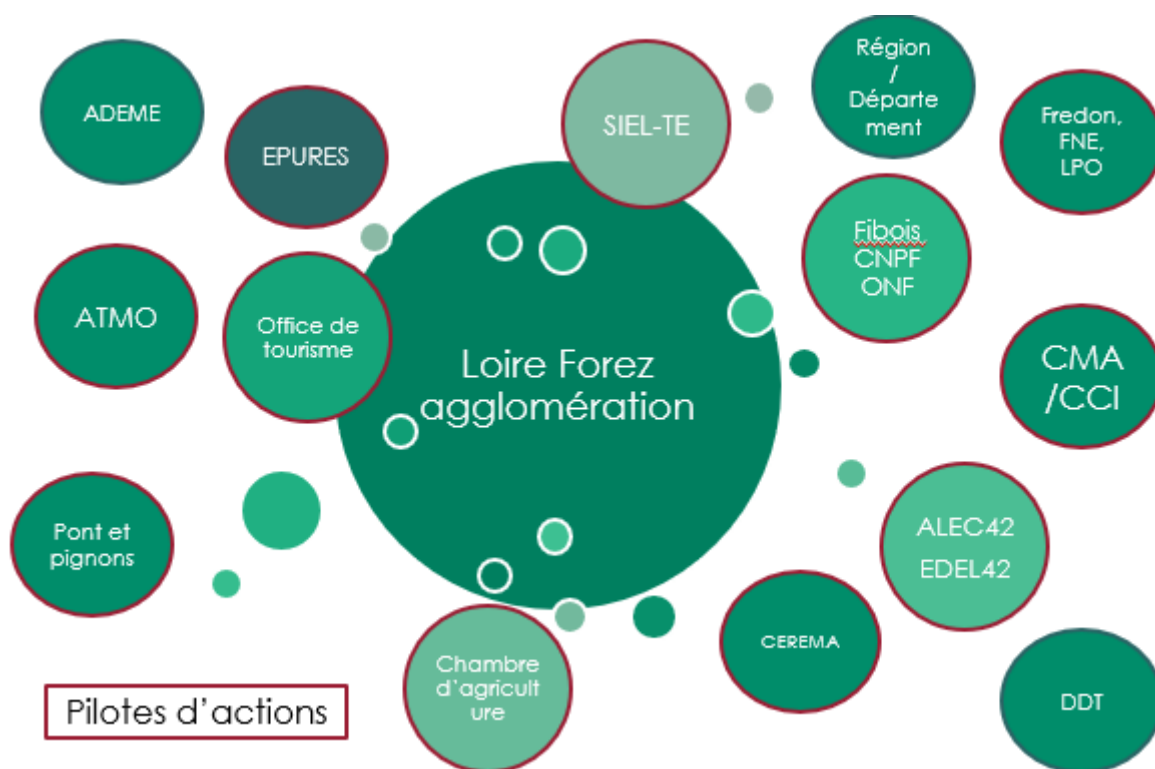 ADEME
EPURES
SIEL-TE
Région
/
Départe
ment
Fredon,
FNE,
LPO
Fibois
CNPF
ONF
ATMO
Office de
tourisme
Loire Forez
agglomération
CMA
/CCI
Pont et
pignons
ALEC42
EDEL42
CEREMA
Chambre
d'agricult
ure
DDT
Pilotes d'actions